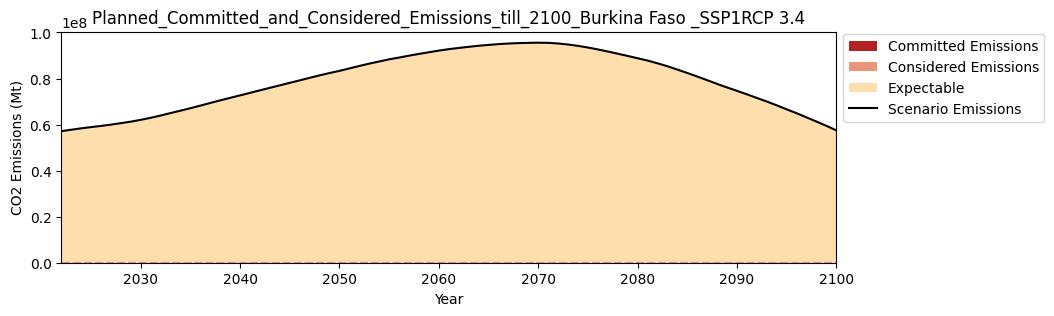 Planned_Committed_and_Considered_Emissions_till_2100_Burkina Faso _SSP1RCP 3.4
1e8
1.0
0.8
0.6
0.4
0.2
0.0
CO2 Emissions (Mt)
2030 2040 2050 2060 2070 2080 2090 2100
Year
Committed Emissions
Considered Emissions
Expectable
Scenario Emissions